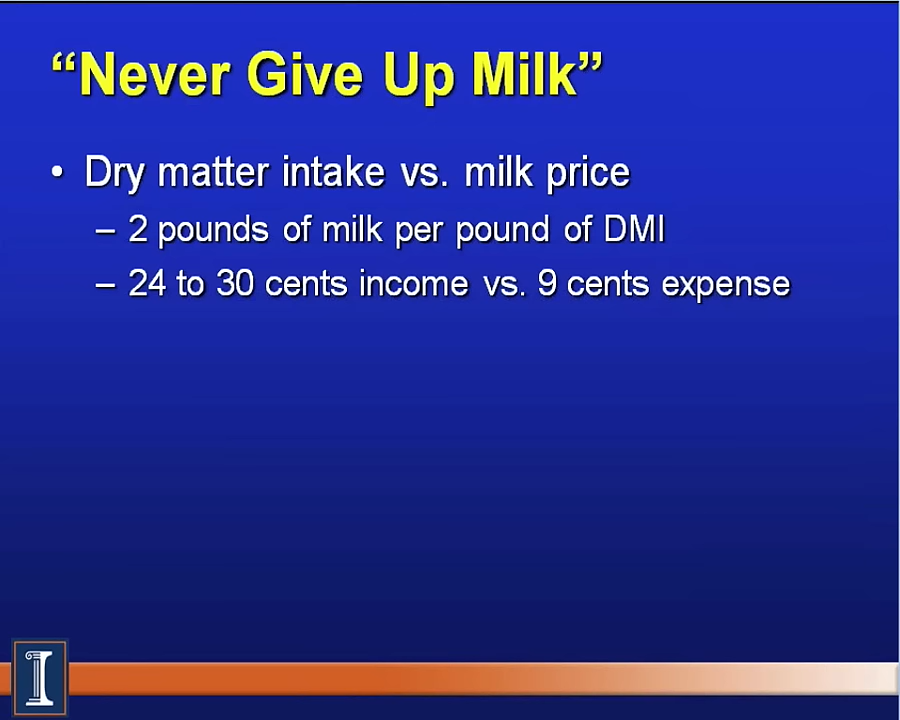 “Never Give Up Milk”
• Dry matter intake vs. milk price
– 2 pounds of milk per pound of DMI
– 24 to 30 cents income vs. 9 cents expense
I